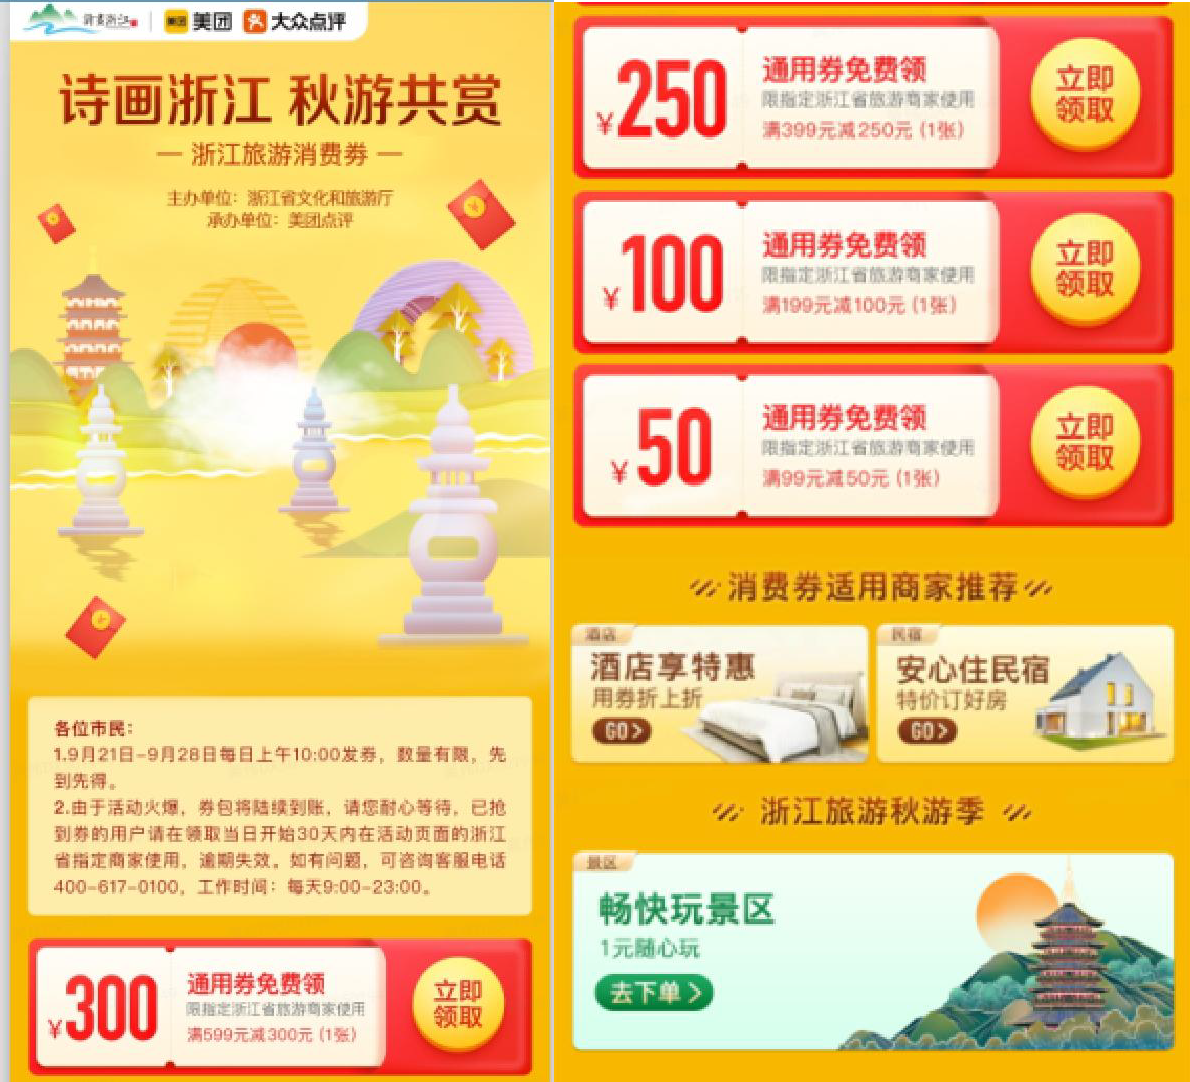 诗画浙江
美团 美团 大众点评
诗画浙江 秋游共赏
— 浙江旅游消费券 —
主办单位：浙江省文化和旅游厅
承办单位：美团点评
各位市民：
1.9月21日-9月28日每日上午10:00发券，数量有限，先
到先得。
2.由于活动火爆，券包将陆续到账，请您耐心等待，已抢
到券的用户请在领取当日开始30天内在活动页面的浙江
省指定商家使用，逾期失效。如有问题，可咨询客服电话
400-617-0100，工作时间：每天9:00-23:00。
¥300
通用券免费领
限指定浙江省旅游商家使用
满599元减300元 (1张)
立即
领取
¥250
通用券免费领
限指定浙江省旅游商家使用
满399元减250元 (1张)
立即
领取
¥100
通用券免费领
限指定浙江省旅游商家使用
满199元减100元 (1张)
立即
领取
¥50
通用券免费领
限指定浙江省旅游商家使用
满99元减50元 (1张)
立即
领取
消费券适用商家推荐
酒店
酒店享特惠
用券折上折
GO>
民宿
安心住民宿
特价订好房
GO>
浙江旅游秋游季
景区
畅快玩景区
1元随心玩
去下单 >